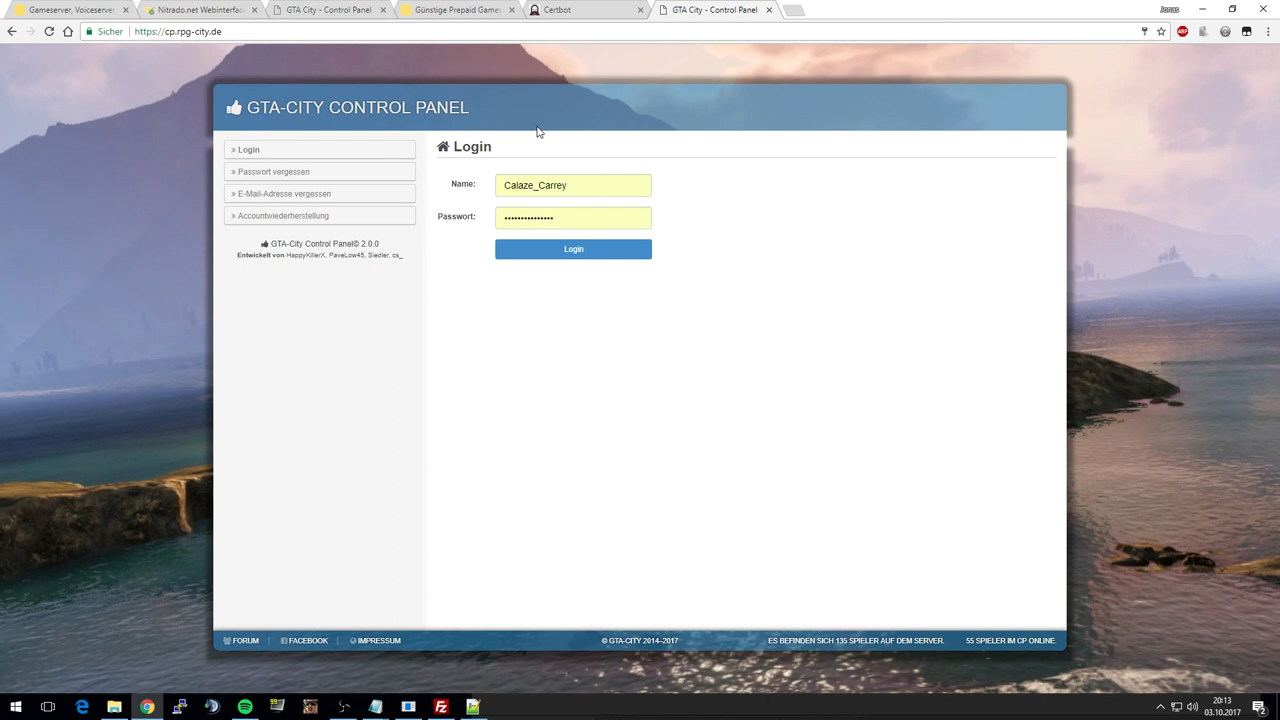 Gameserver, Voiceserver
Nitrado.net Webinterface
GTA City - Control Panel
Günstige Prepaid Games
Certbot
GTA City - Control Panel
Jonas
Sicher
https://cp.rpg-city.de
ABP
GTA-CITY CONTROL PANEL
» Login
» Passwort vergessen
» E-Mail-Adresse vergessen
» Accountwiederherstellung
GTA-City Control Panel© 2.0.0
Entwickelt von HappyKillerX, PaveLow45, Siedler, cs_
Login
Name:
Calaze_Carrey
Passwort:
•••••••••••••••
Login
FORUM
FACEBOOK
IMPRESSUM
© GTA-CITY 2014–2017
ES BEFINDEN SICH 135 SPIELER AUF DEM SERVER.
55 SPIELER IM CP ONLINE.
20:13
03.10.2017
2